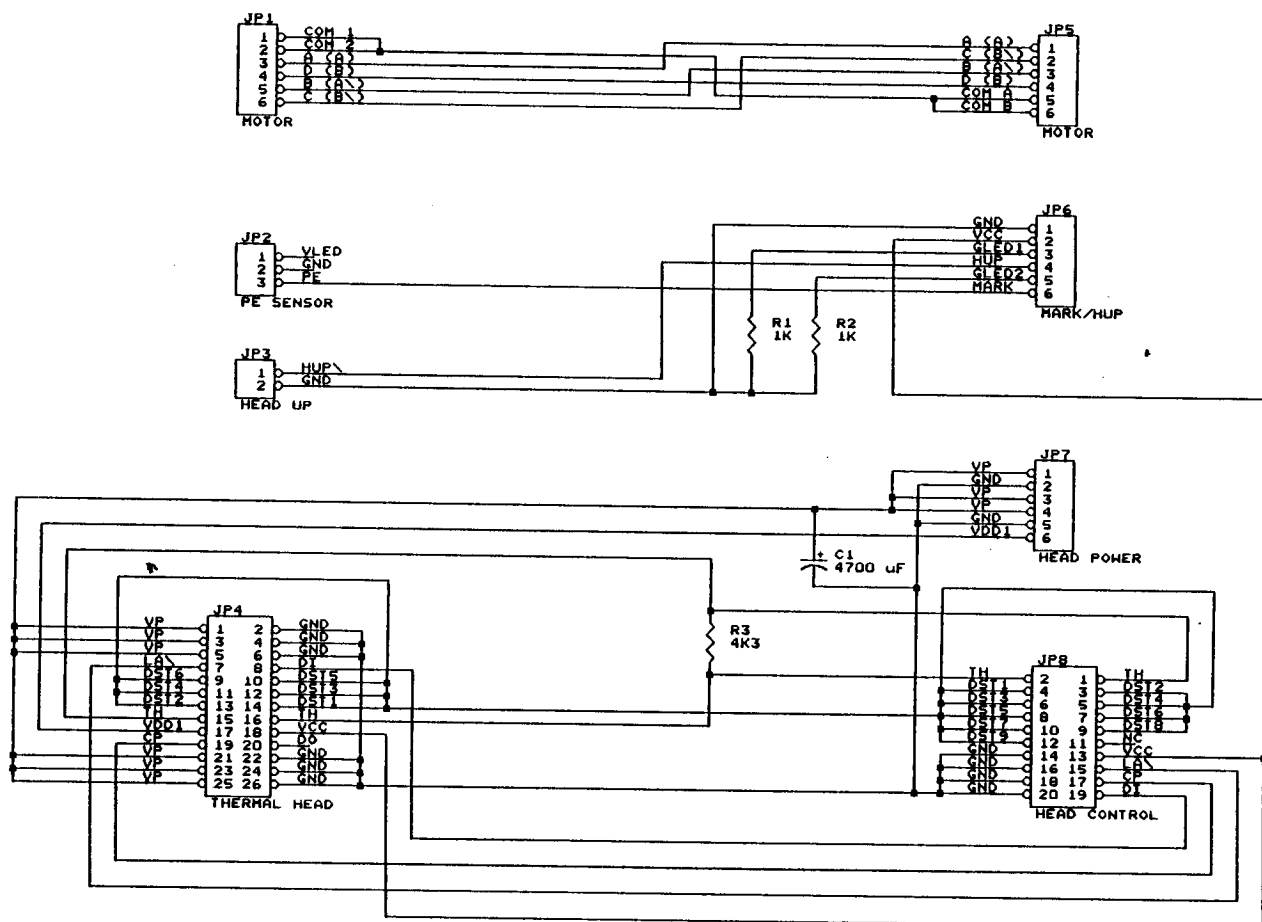 JP1
1 COM 1
2 COM 2
3 A (A)
4 D (B)
5 B (A\)
6 C (B\)
MOTOR
JP5
A (A) 1
C (B\) 2
B (A\) 3
D (B) 4
COM A 5
COM B 6
MOTOR
JP2
1 VLED
2 GND
3 PE
PE SENSOR
JP6
GND 1
VCC 2
GLED1 3
HUP 4
GLED2 5
MARK 6
MARK/HUP
R1
1K
R2
1K
JP3
1 HUP\
2 GND
HEAD UP
JP7
VP 1
GND 2
VP 3
VP 4
GND 5
VDD1 6
HEAD POWER
+ C1
4700 uF
R3
4K3
JP4
VP 1 2 GND
VP 3 4 GND
VP 5 6 GND
LA\ 7 8 DI
DST6 9 10 DST5
DST4 11 12 DST3
DST2 13 14 DST1
TH 15 16 TH
VDD1 17 18 VCC
CP 19 20 DO
VP 21 22 GND
VP 23 24 GND
VP 25 26 GND
THERMAL HEAD
JP8
TH 2 1 TH
DST1 4 3 DST2
DST3 6 5 DST4
DST5 8 7 DST6
DST7 10 9 DST8
DST9 12 11 NC
GND 14 13 VCC
GND 16 15 LA\
GND 18 17 CP
GND 20 19 DI
HEAD CONTROL